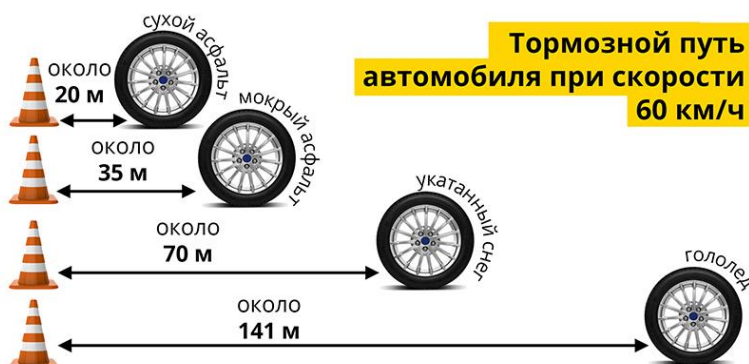 Тормозной путь
автомобиля при скорости
60 км/ч
сухой асфальт
около
20 м
мокрый асфальт
около
35 м
укатанный снег
около
70 м
гололед
около
141 м